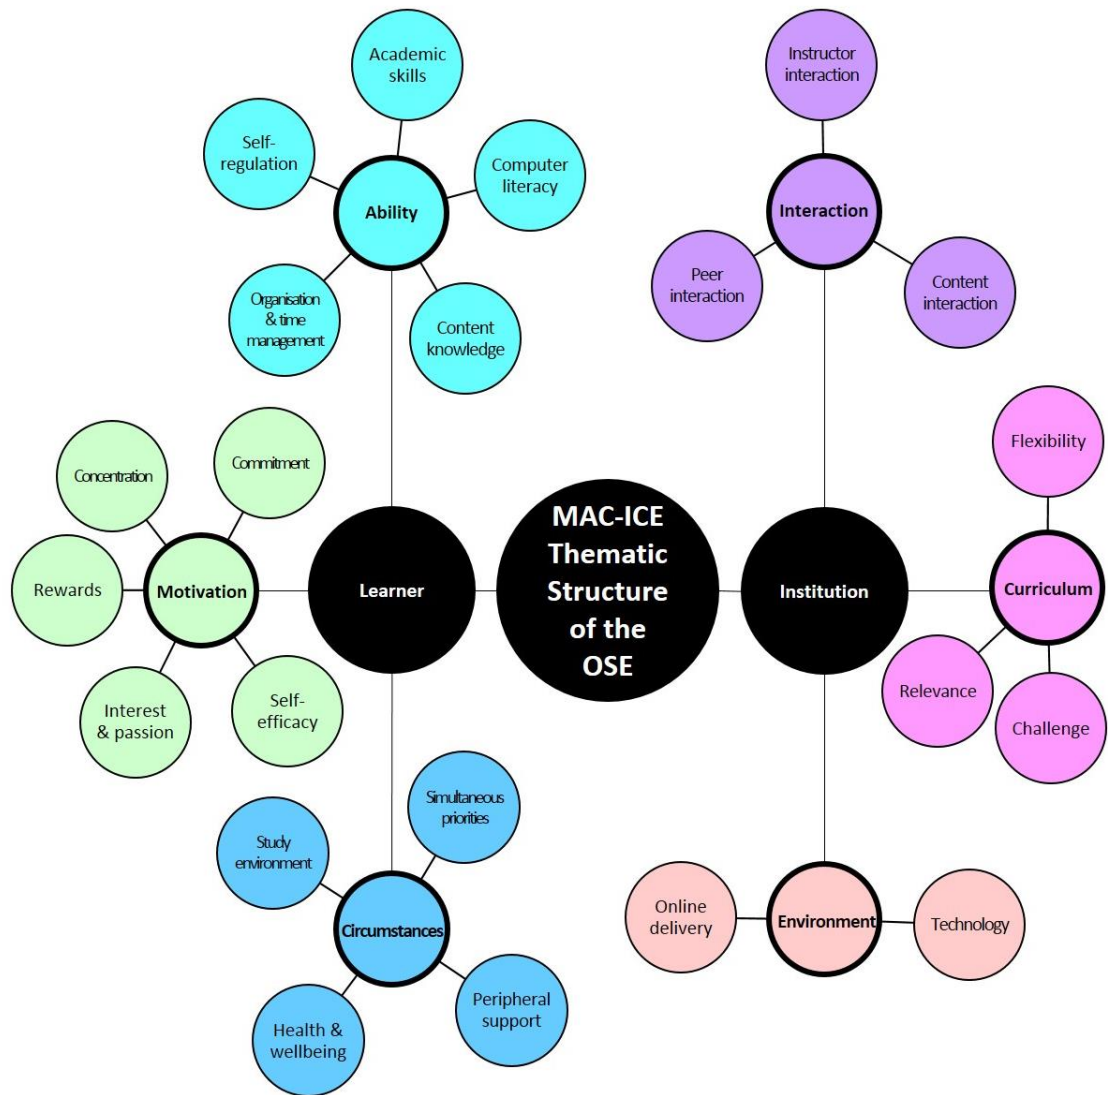 Academic
skills
Self-
regulation
Computer
literacy
Ability
Organisation
& time
management
Content
knowledge
Instructor
interaction
Interaction
Peer
interaction
Content
interaction
Concentration
Commitment
Rewards
Motivation
Interest
& passion
Self-
efficacy
Learner
MAC-ICE
Thematic
Structure
of the
OSE
Institution
Flexibility
Curriculum
Relevance
Challenge
Simultaneous
priorities
Study
environment
Circumstances
Health &
wellbeing
Peripheral
support
Online
delivery
Environment
Technology